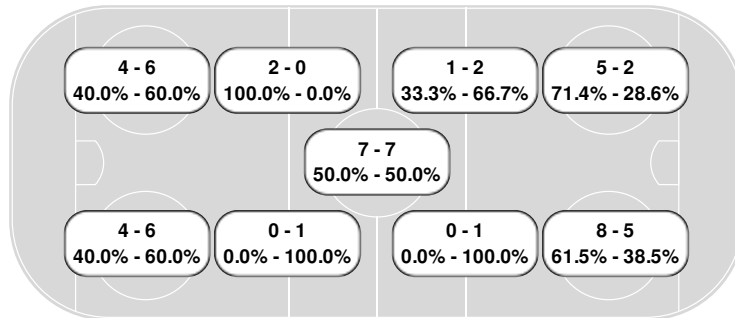 4 - 6
40.0% - 60.0%
2 - 0
100.0% - 0.0%
1 - 2
33.3% - 66.7%
5 - 2
71.4% - 28.6%
7 - 7
50.0% - 50.0%
4 - 6
40.0% - 60.0%
0 - 1
0.0% - 100.0%
0 - 1
0.0% - 100.0%
8 - 5
61.5% - 38.5%